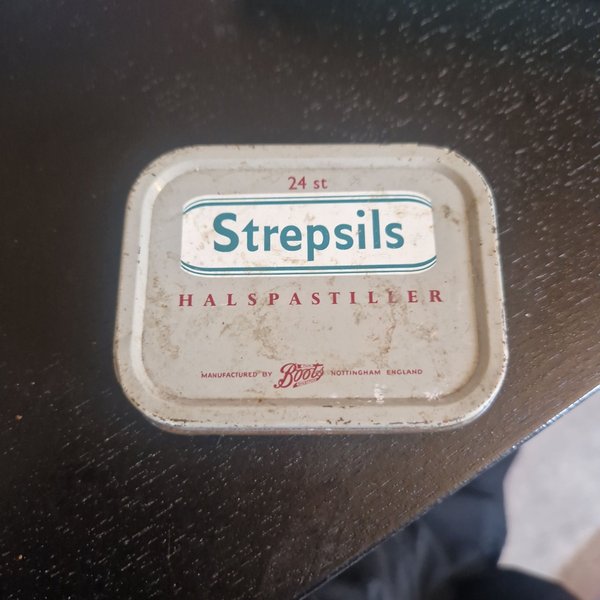 24 st
Strepsils
HALSPASTILLER
MANUFACTURED BY Boots NOTTINGHAM ENGLAND